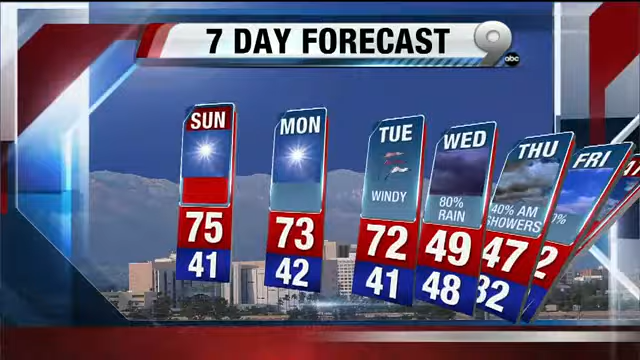 7 DAY FORECAST
9
abc
SUN
75
41
MON
73
42
TUE
WINDY
72
41
WED
80%
RAIN
49
48
THU
40% AM
SHOWERS
47
32
FRI